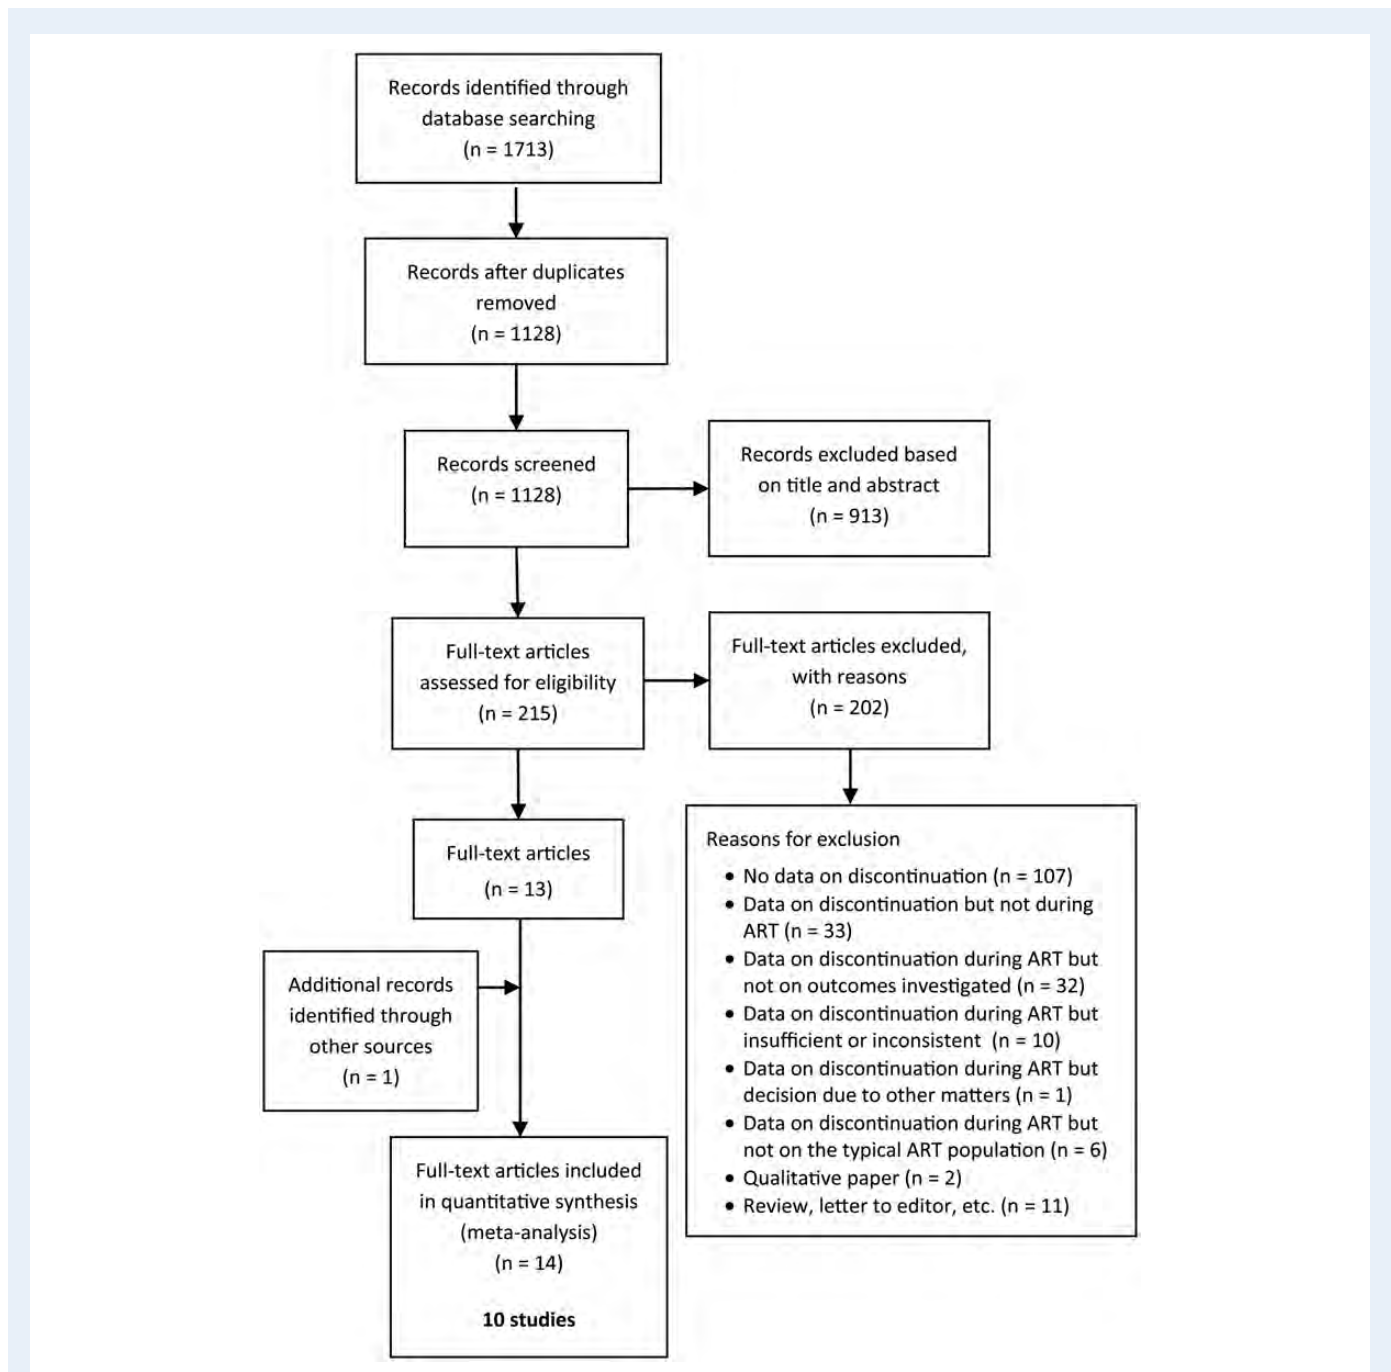 Records identified through
database searching
(n = 1713)
Records after duplicates
removed
(n = 1128)
Records screened
(n = 1128)
Records excluded based
on title and abstract
(n = 913)
Full-text articles
assessed for eligibility
(n = 215)
Full-text articles excluded,
with reasons
(n = 202)
Full-text articles
(n = 13)
Reasons for exclusion
• No data on discontinuation (n = 107)
• Data on discontinuation but not during
ART (n = 33)
• Data on discontinuation during ART but
not on outcomes investigated (n = 32)
• Data on discontinuation during ART but
insufficient or inconsistent (n = 10)
• Data on discontinuation during ART but
decision due to other matters (n = 1)
• Data on discontinuation during ART but
not on the typical ART population (n = 6)
• Qualitative paper (n = 2)
• Review, letter to editor, etc. (n = 11)
Additional records
identified through
other sources
(n = 1)
Full-text articles included
in quantitative synthesis
(meta-analysis)
(n = 14)
10 studies